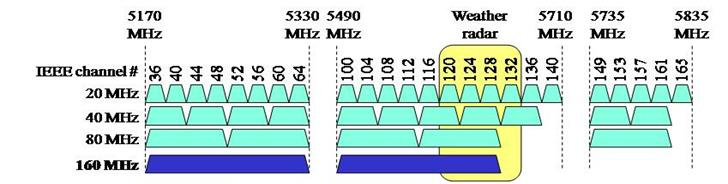 5170 5330 5490 Weather 5710 5735 5835
MHz MHz MHz radar MHz MHz MHz
IEEE channel # 36 40 44 48 52 56 60 64 100 104 108 112 116 120 124 128 132 136 140 149 153 157 161 165
20 MHz
40 MHz
80 MHz
160 MHz